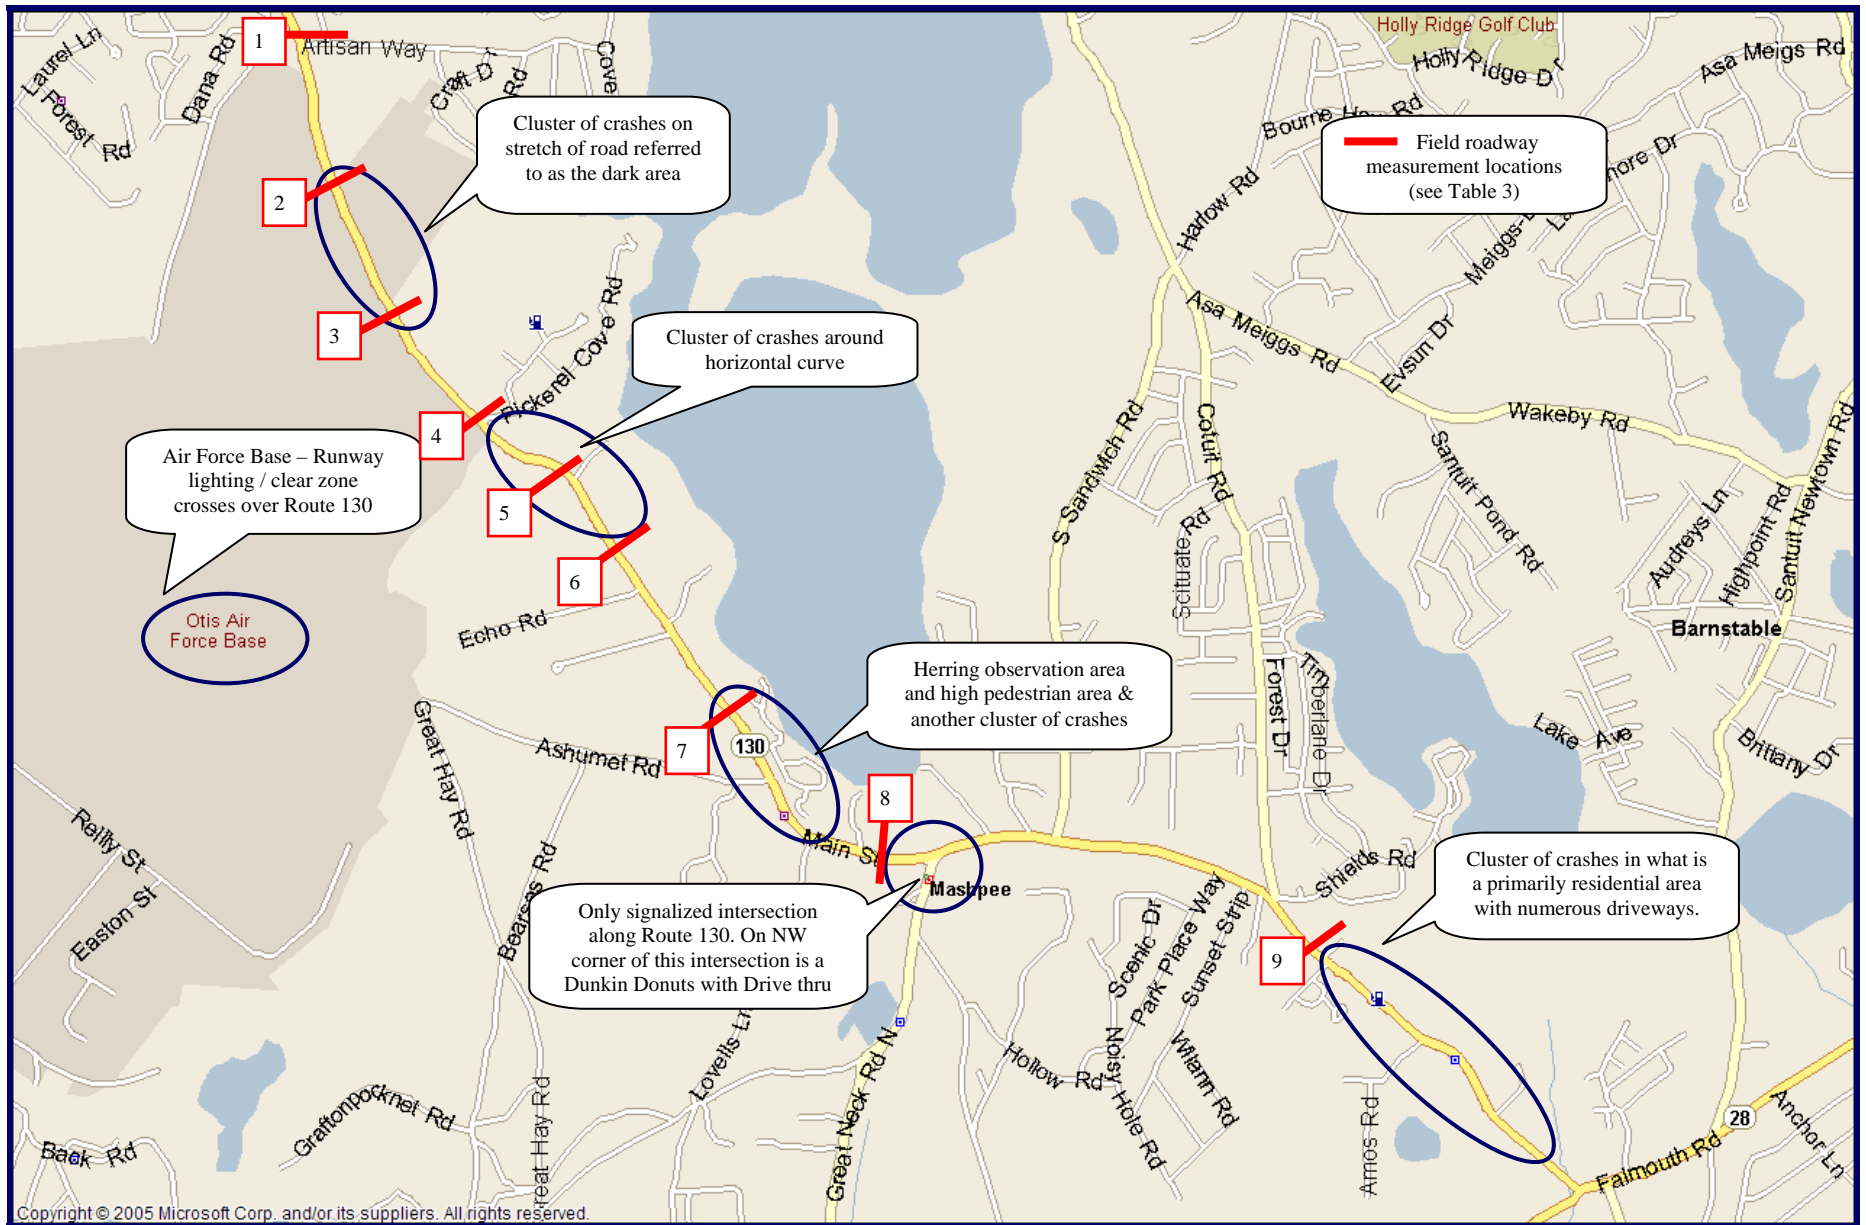 Holly Ridge Golf Club
Laurel Ln
1
Artisan Way
Dana Rd
Cove
Asa Meigs Rd
Holly Ridge Dr
Craft Dr
Rd
Forest Rd
Cluster of crashes on
stretch of road referred
to as the dark area
Bourne Hay Rd
Field roadway
measurement locations
(see Table 3)
more Dr
2
Harlow Rd
Meiggs-
3
Pickerel Cove Rd
Cluster of crashes around
horizontal curve
Asa Meiggs Rd
Evsun Dr
Wakeby Rd
4
S Sandwich Rd
Cotuit Rd
Santuit Pond Rd
Santuit Newtown Rd
Air Force Base – Runway
lighting / clear zone
crosses over Route 130
5
Audreys Ln
Highpoint Rd
6
Scituate Rd
Otis Air
Force Base
Echo Rd
Barnstable
Herring observation area
and high pedestrian area &
another cluster of crashes
Forest Dr
Timberlane Dr
Great Hay Rd
Ashumet Rd
7
130
Lake Ave
Brittany Dr
8
Reilly St
Main St
Mashpee
Shields Rd
Cluster of crashes in what is
a primarily residential area
with numerous driveways.
Easton St
Bearses Rd
Only signalized intersection
along Route 130. On NW
corner of this intersection is a
Dunkin Donuts with Drive thru
Scenic Dr
Park Place Way
Sunset Strip
9
Lovells Ln
Great Neck Rd N
Hollow Rd
Noisy Hole Rd
Wilann Rd
Amos Rd
28
Falmouth Rd
Anchor Ln
Graftonpocknet Rd
Great Hay Rd
Back Rd
Copyright © 2005 Microsoft Corp. and/or its suppliers. All rights reserved.